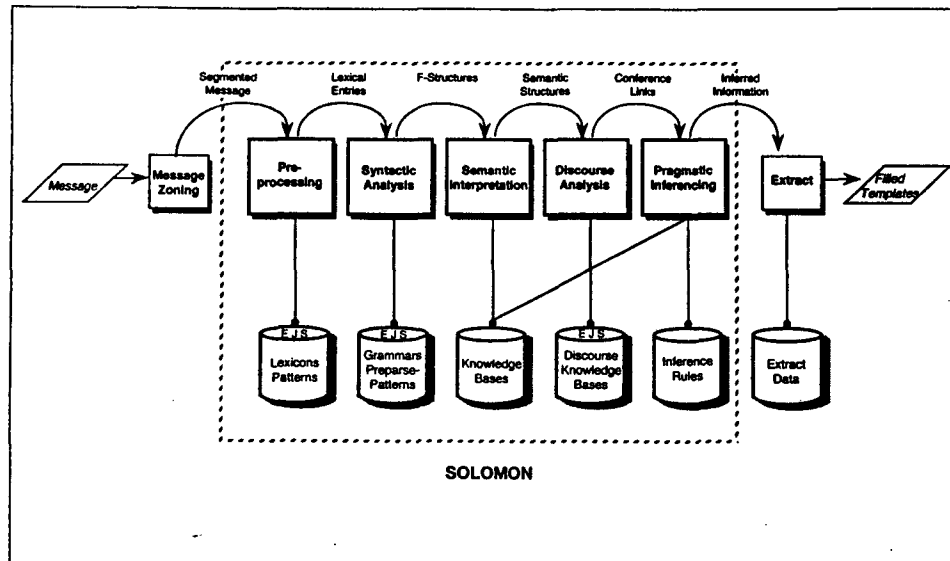 Segmented
Message
Lexical
Entries
F-Structures
Semantic
Structures
Conference
Links
Inferred
Information
Message
Message
Zoning
Pre-
processing
Syntactic
Analysis
Semantic
Interpretation
Discourse
Analysis
Pragmatic
Inferencing
Extract
Filled
Templates
E J S
Lexicons
Patterns
E J S
Grammars
Preparse-
Patterns
Knowledge
Bases
E J S
Discourse
Knowledge
Bases
Inference
Rules
Extract
Data
SOLOMON